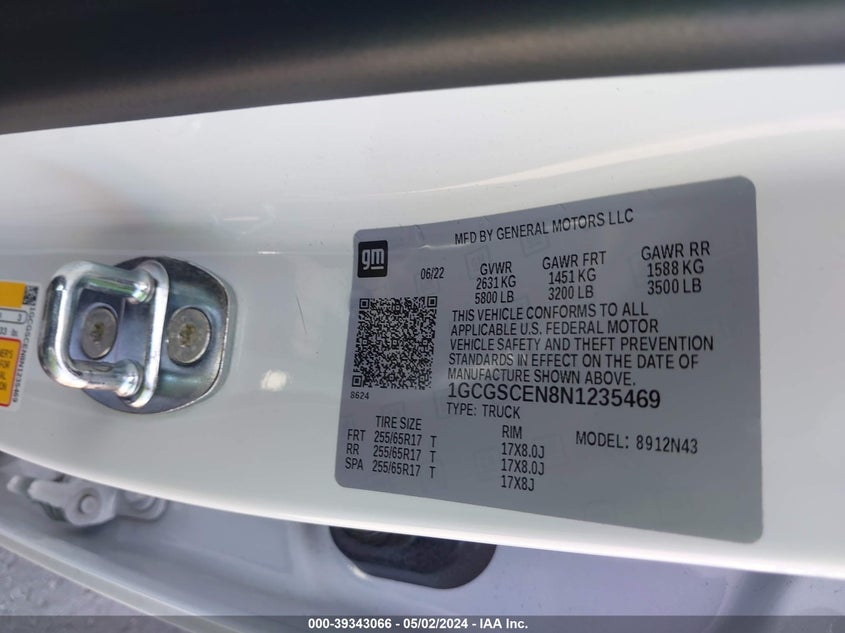 MFD BY GENERAL MOTORS LLC
gm
06/22
GVWR GAWR FRT GAWR RR
2631 KG 1451 KG 1588 KG
5800 LB 3200 LB 3500 LB
THIS VEHICLE CONFORMS TO ALL
APPLICABLE U.S. FEDERAL MOTOR
VEHICLE SAFETY AND THEFT PREVENTION
STANDARDS IN EFFECT ON THE DATE OF
MANUFACTURE SHOWN ABOVE.
8624
1GCGSCEN8N1235469
TYPE: TRUCK
TIRE SIZE RIM MODEL: 8912N43
FRT 255/65R17 T 17X8.0J
RR 255/65R17 T 17X8.0J
SPA 255/65R17 T 17X8J
1GCGSCEN8N1235469
000-39343066 - 05/02/2024 - IAA Inc.